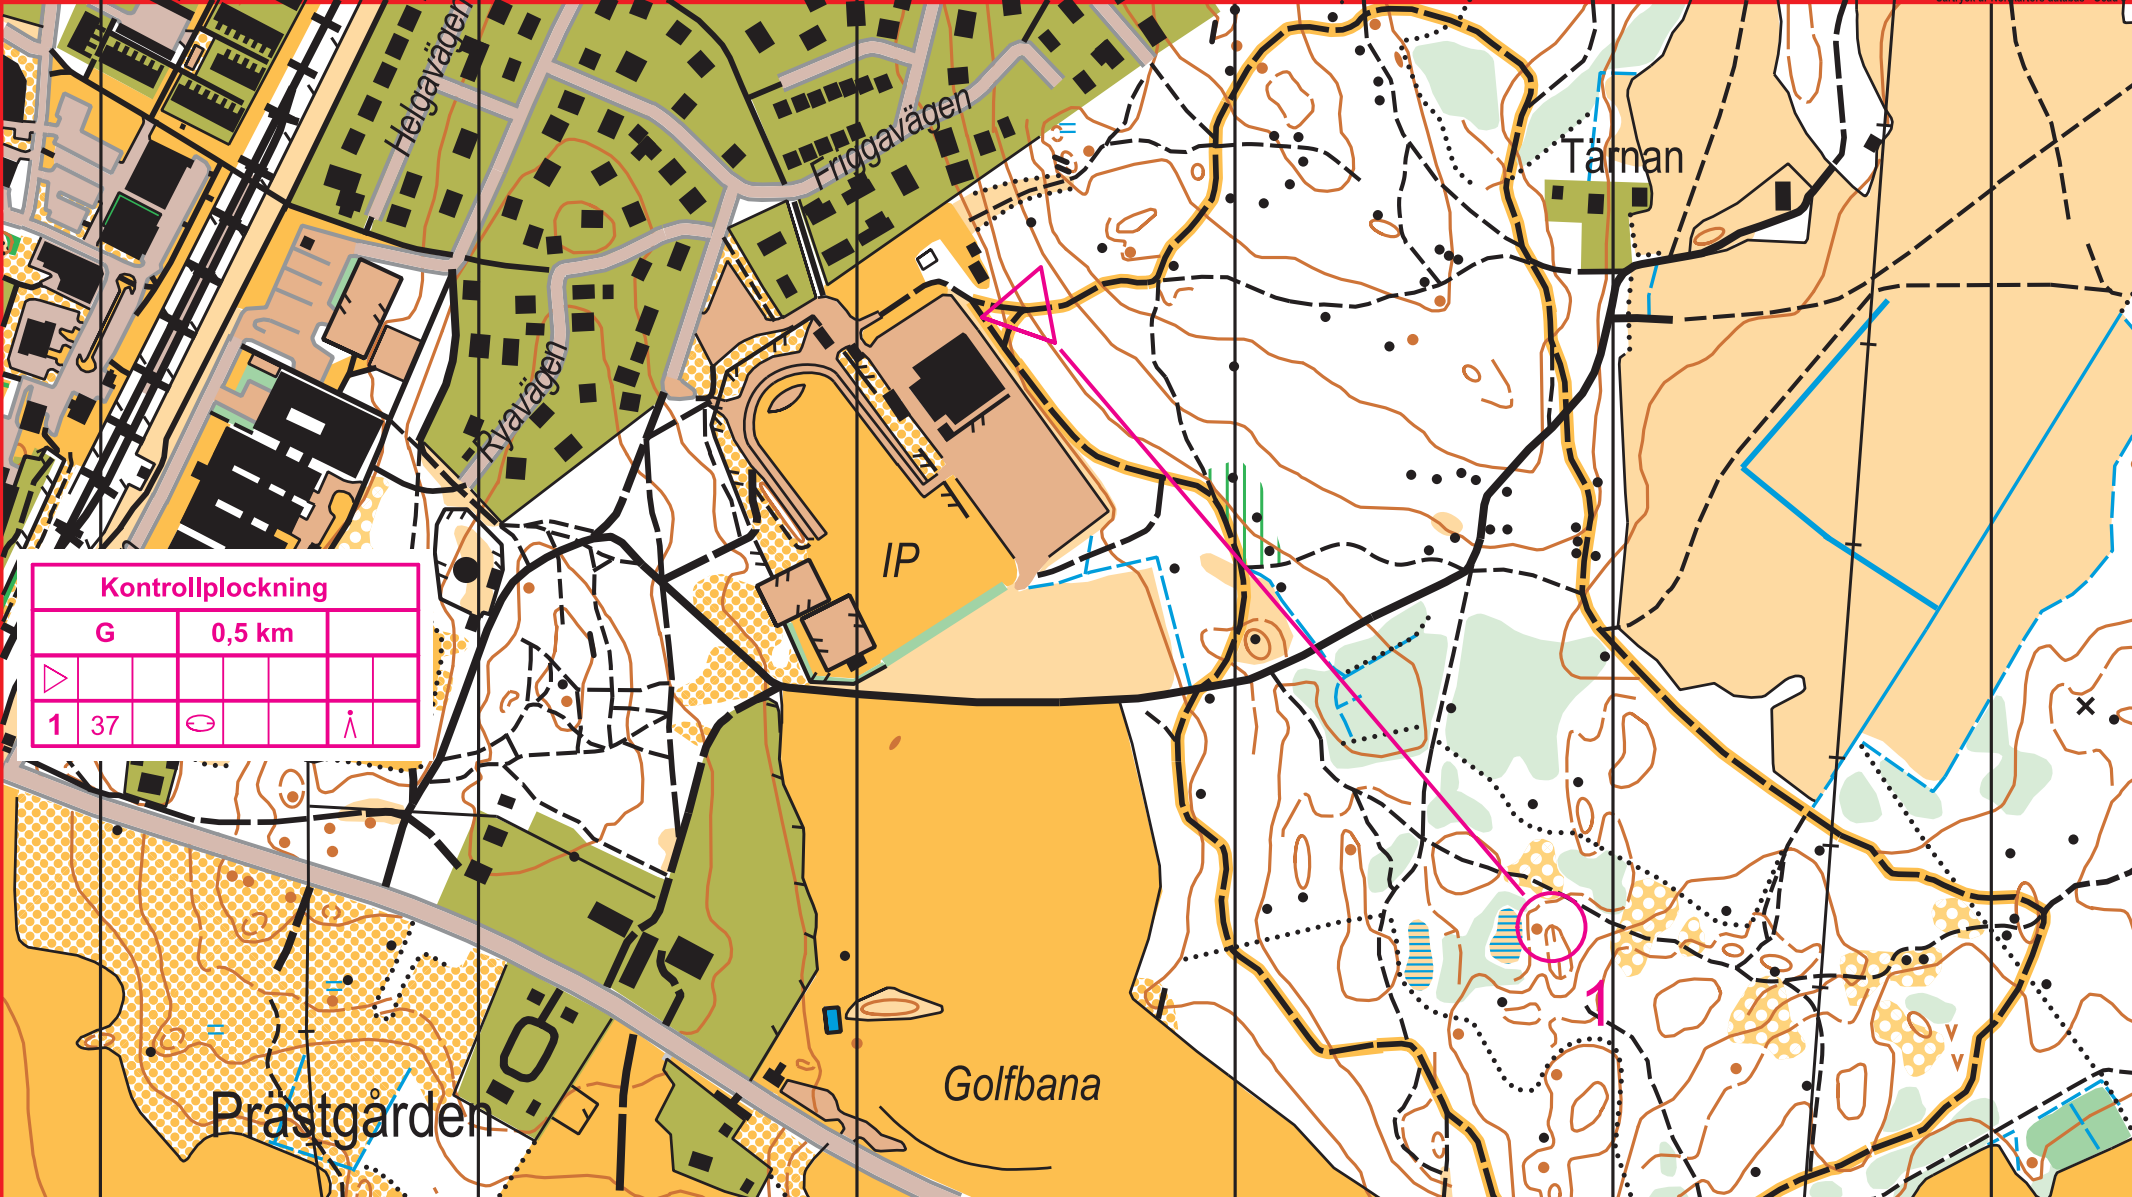 Helgavägen
Friggavägen
Tärnan
Ryavägen
IP
Kontrollplockning
G 0,5 km
1 37
1
Golfbana
Prästgården